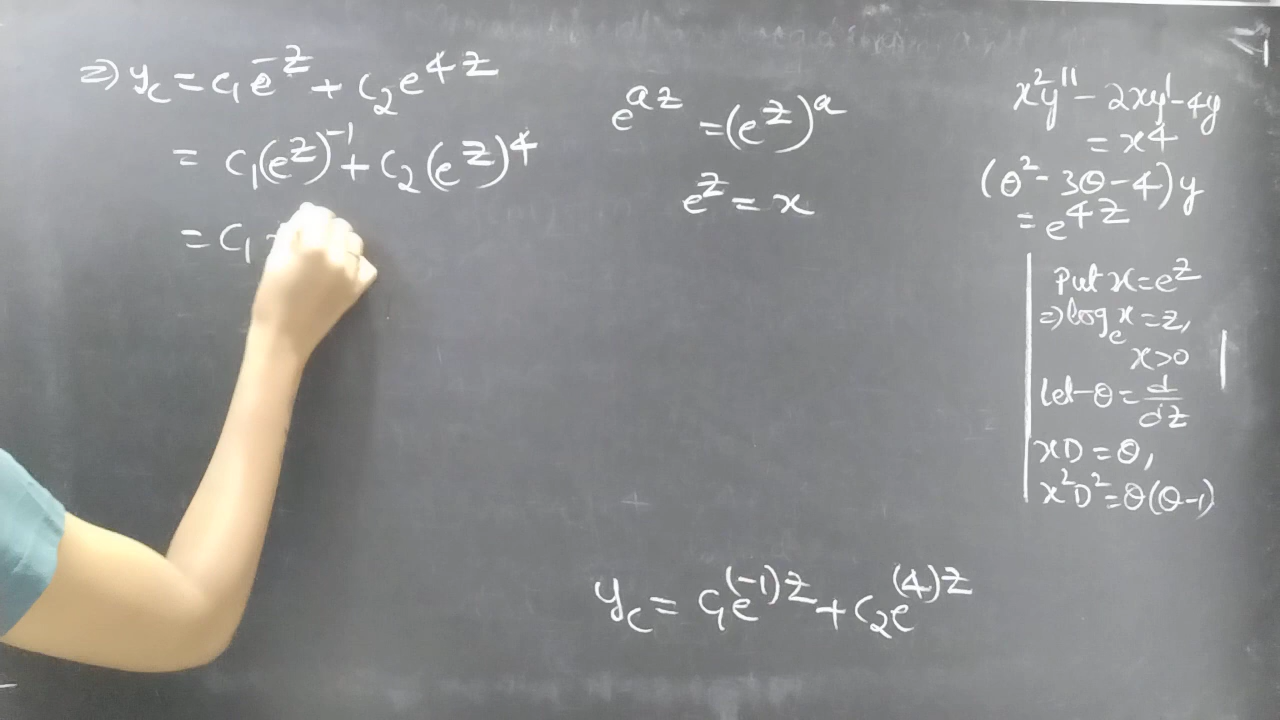 ⇒ y_c = c₁e^{-z} + c₂e^{4z}
= c₁(e^z)^{-1} + c₂(e^z)^4
= c₁
e^{az} = (e^z)^a
e^z = x
x²y'' - 2xy' - 4y
= x⁴
(θ² - 3θ - 4)y
= e^{4z}
Put x = e^z
⇒ log_e x = z,
x > 0
let θ = d/dz
xD = θ,
x²D² = θ(θ-1)
y_c = c₁e^{(-1)z} + c₂e^{(4)z}